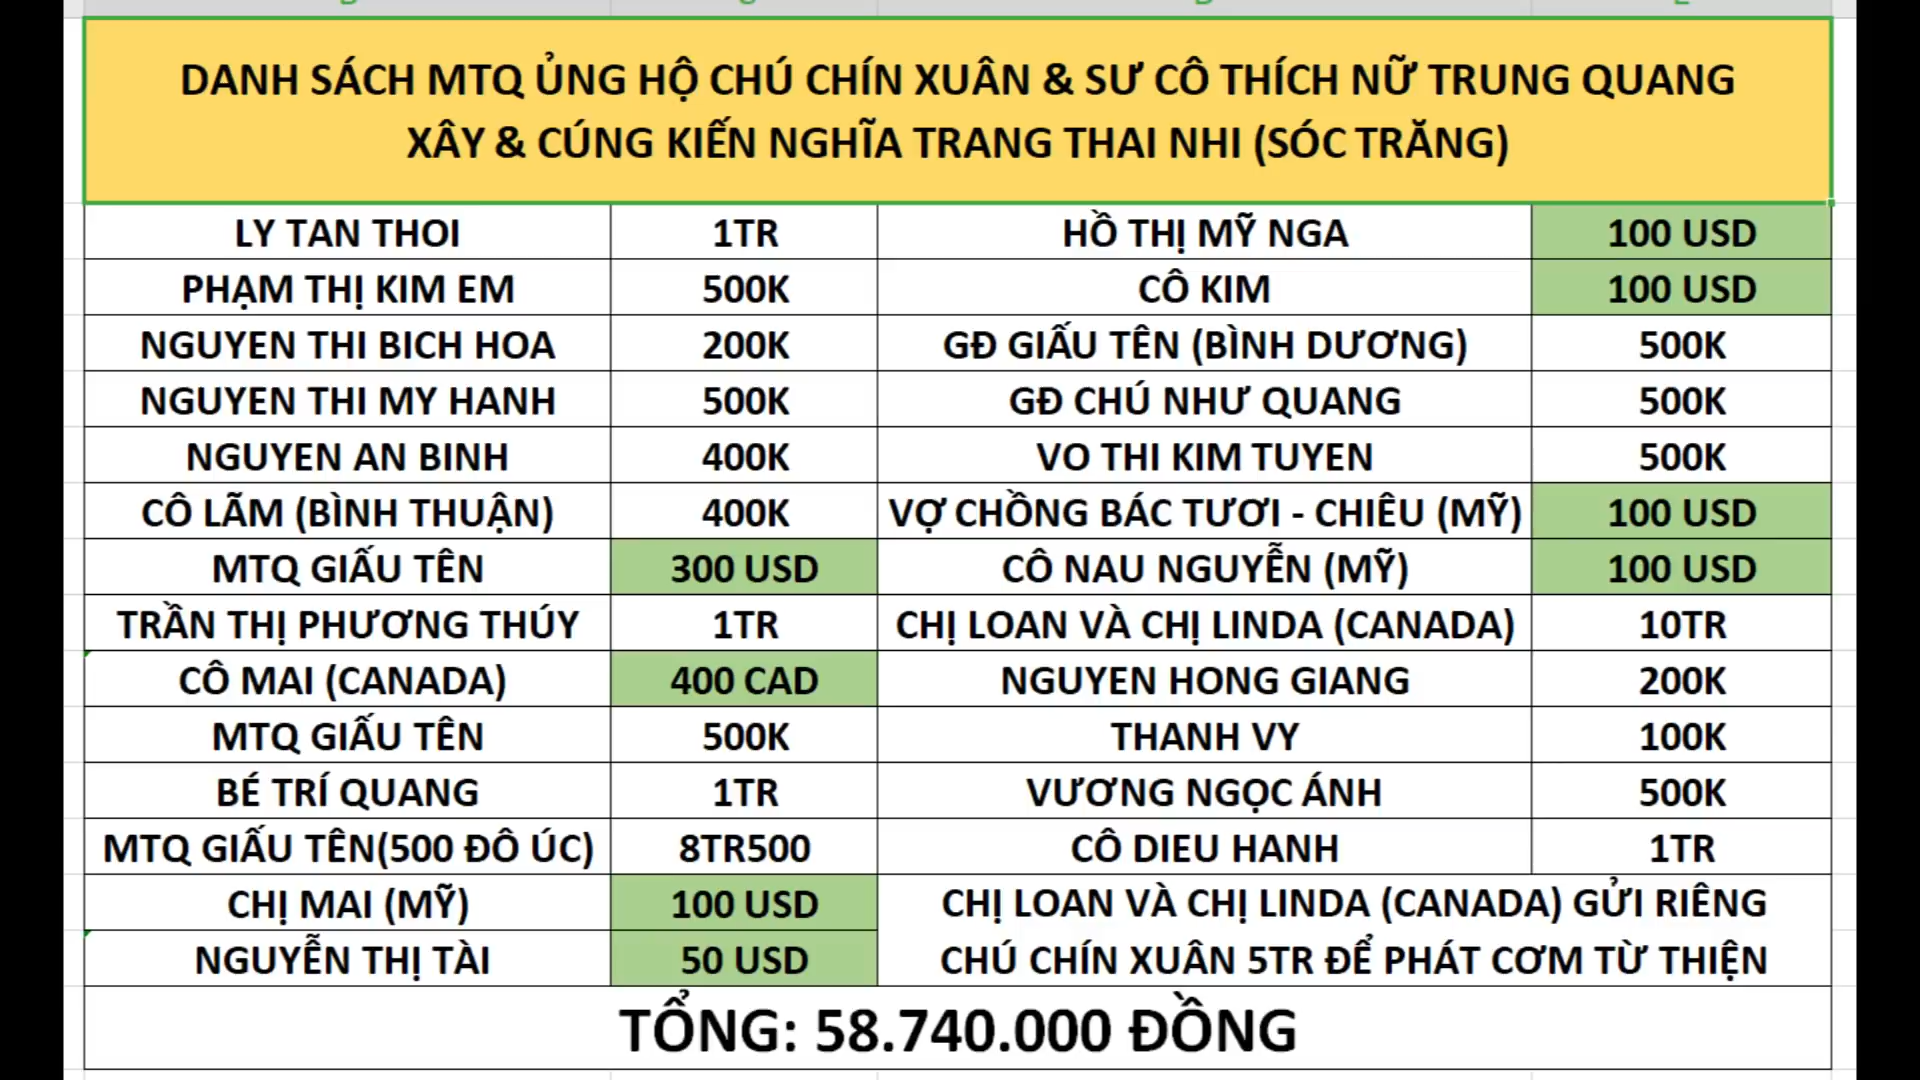 DANH SÁCH MTQ ỦNG HỘ CHÚ CHÍN XUÂN & SƯ CÔ THÍCH NỮ TRUNG QUANG
XÂY & CÚNG KIẾN NGHĨA TRANG THAI NHI (SÓC TRĂNG)
LY TAN THOI 1TR HỒ THỊ MỸ NGA 100 USD
PHẠM THỊ KIM EM 500K CÔ KIM 100 USD
NGUYEN THI BICH HOA 200K GĐ GIẤU TÊN (BÌNH DƯƠNG) 500K
NGUYEN THI MY HANH 500K GĐ CHÚ NHƯ QUANG 500K
NGUYEN AN BINH 400K VO THI KIM TUYEN 500K
CÔ LÃM (BÌNH THUẬN) 400K VỢ CHỒNG BÁC TƯƠI - CHIÊU (MỸ) 100 USD
MTQ GIẤU TÊN 300 USD CÔ NAU NGUYỄN (MỸ) 100 USD
TRẦN THỊ PHƯƠNG THÚY 1TR CHỊ LOAN VÀ CHỊ LINDA (CANADA) 10TR
CÔ MAI (CANADA) 400 CAD NGUYEN HONG GIANG 200K
MTQ GIẤU TÊN 500K THANH VY 100K
BÉ TRÍ QUANG 1TR VƯƠNG NGỌC ÁNH 500K
MTQ GIẤU TÊN(500 ĐÔ ÚC) 8TR500 CÔ DIEU HANH 1TR
CHỊ MAI (MỸ) 100 USD CHỊ LOAN VÀ CHỊ LINDA (CANADA) GỬI RIÊNG
NGUYỄN THỊ TÀI 50 USD CHÚ CHÍN XUÂN 5TR ĐỂ PHÁT CƠM TỪ THIỆN
TỔNG: 58.740.000 ĐỒNG